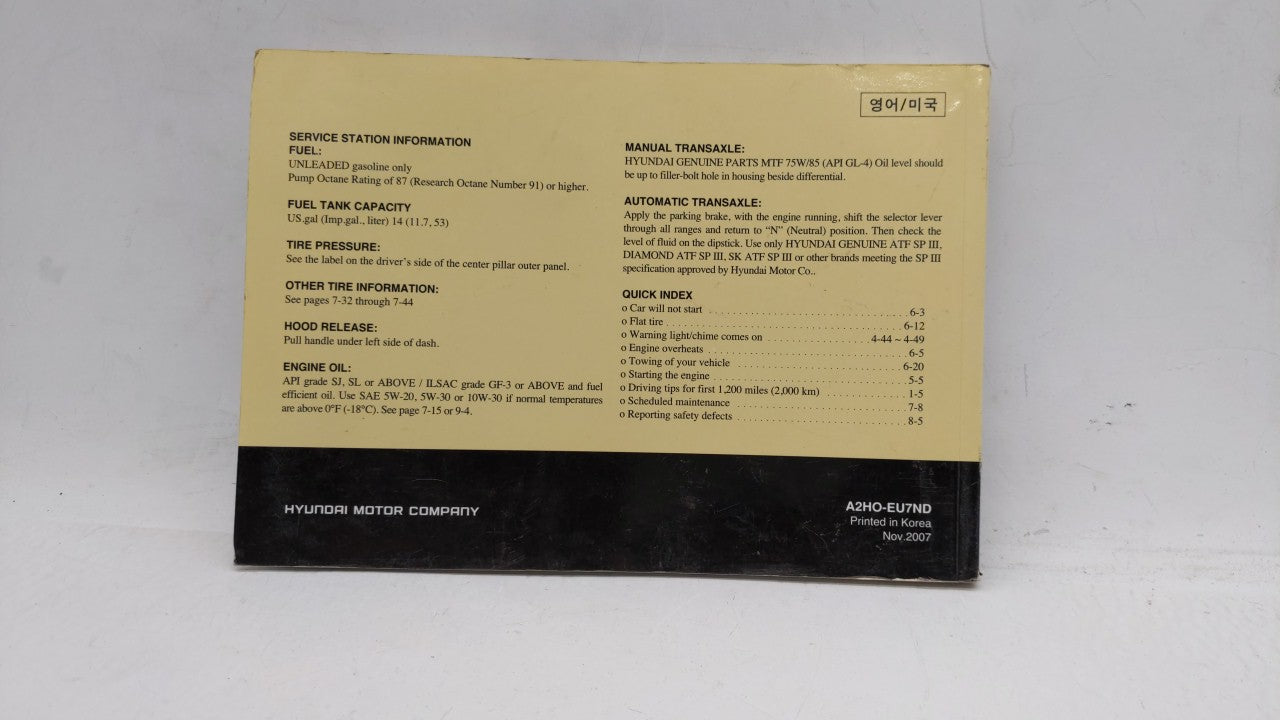 영어/미국
SERVICE STATION INFORMATION
FUEL:
UNLEADED gasoline only
Pump Octane Rating of 87 (Research Octane Number 91) or higher.
FUEL TANK CAPACITY
US.gal (Imp.gal., liter) 14 (11.7, 53)
TIRE PRESSURE:
See the label on the driver's side of the center pillar outer panel.
OTHER TIRE INFORMATION:
See pages 7-32 through 7-44
HOOD RELEASE:
Pull handle under left side of dash.
ENGINE OIL:
API grade SJ, SL or ABOVE / ILSAC grade GF-3 or ABOVE and fuel
efficient oil. Use SAE 5W-20, 5W-30 or 10W-30 if normal temperatures
are above 0°F (-18°C). See page 7-15 or 9-4.
MANUAL TRANSAXLE:
HYUNDAI GENUINE PARTS MTF 75W/85 (API GL-4) Oil level should
be up to filler-bolt hole in housing beside differential.
AUTOMATIC TRANSAXLE:
Apply the parking brake, with the engine running, shift the selector lever
through all ranges and return to “N” (Neutral) position. Then check the
level of fluid on the dipstick. Use only HYUNDAI GENUINE ATF SP III,
DIAMOND ATF SP III, SK ATF SP III or other brands meeting the SP III
specification approved by Hyundai Motor Co..
QUICK INDEX
o Car will not start ........ 6-3
o Flat tire ........ 6-12
o Warning light/chime comes on ........ 4-44 ~ 4-49
o Engine overheats ........ 6-5
o Towing of your vehicle ........ 6-20
o Starting the engine ........ 5-5
o Driving tips for first 1,200 miles (2,000 km) ........ 1-5
o Scheduled maintenance ........ 7-8
o Reporting safety defects ........ 8-5
HYUNDAI MOTOR COMPANY
A2HO-EU7ND
Printed in Korea
Nov.2007